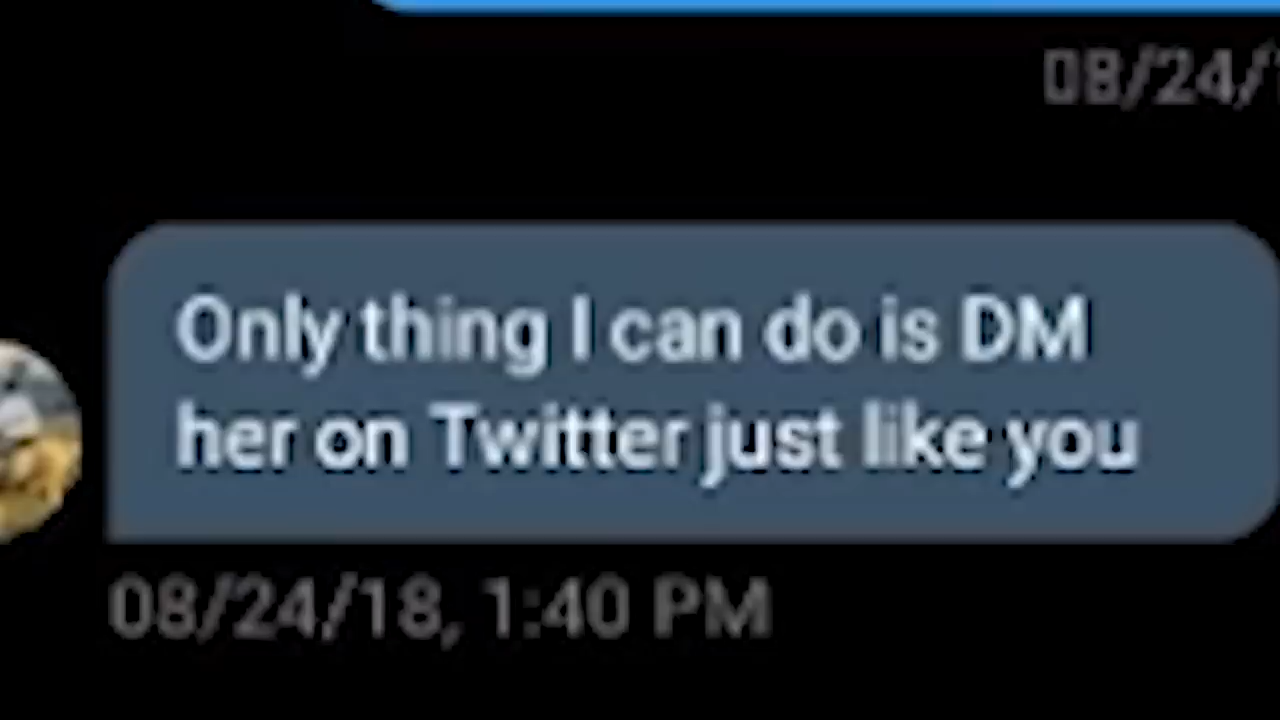 08/24/
Only thing I can do is DM
her on Twitter just like you
08/24/18, 1:40 PM